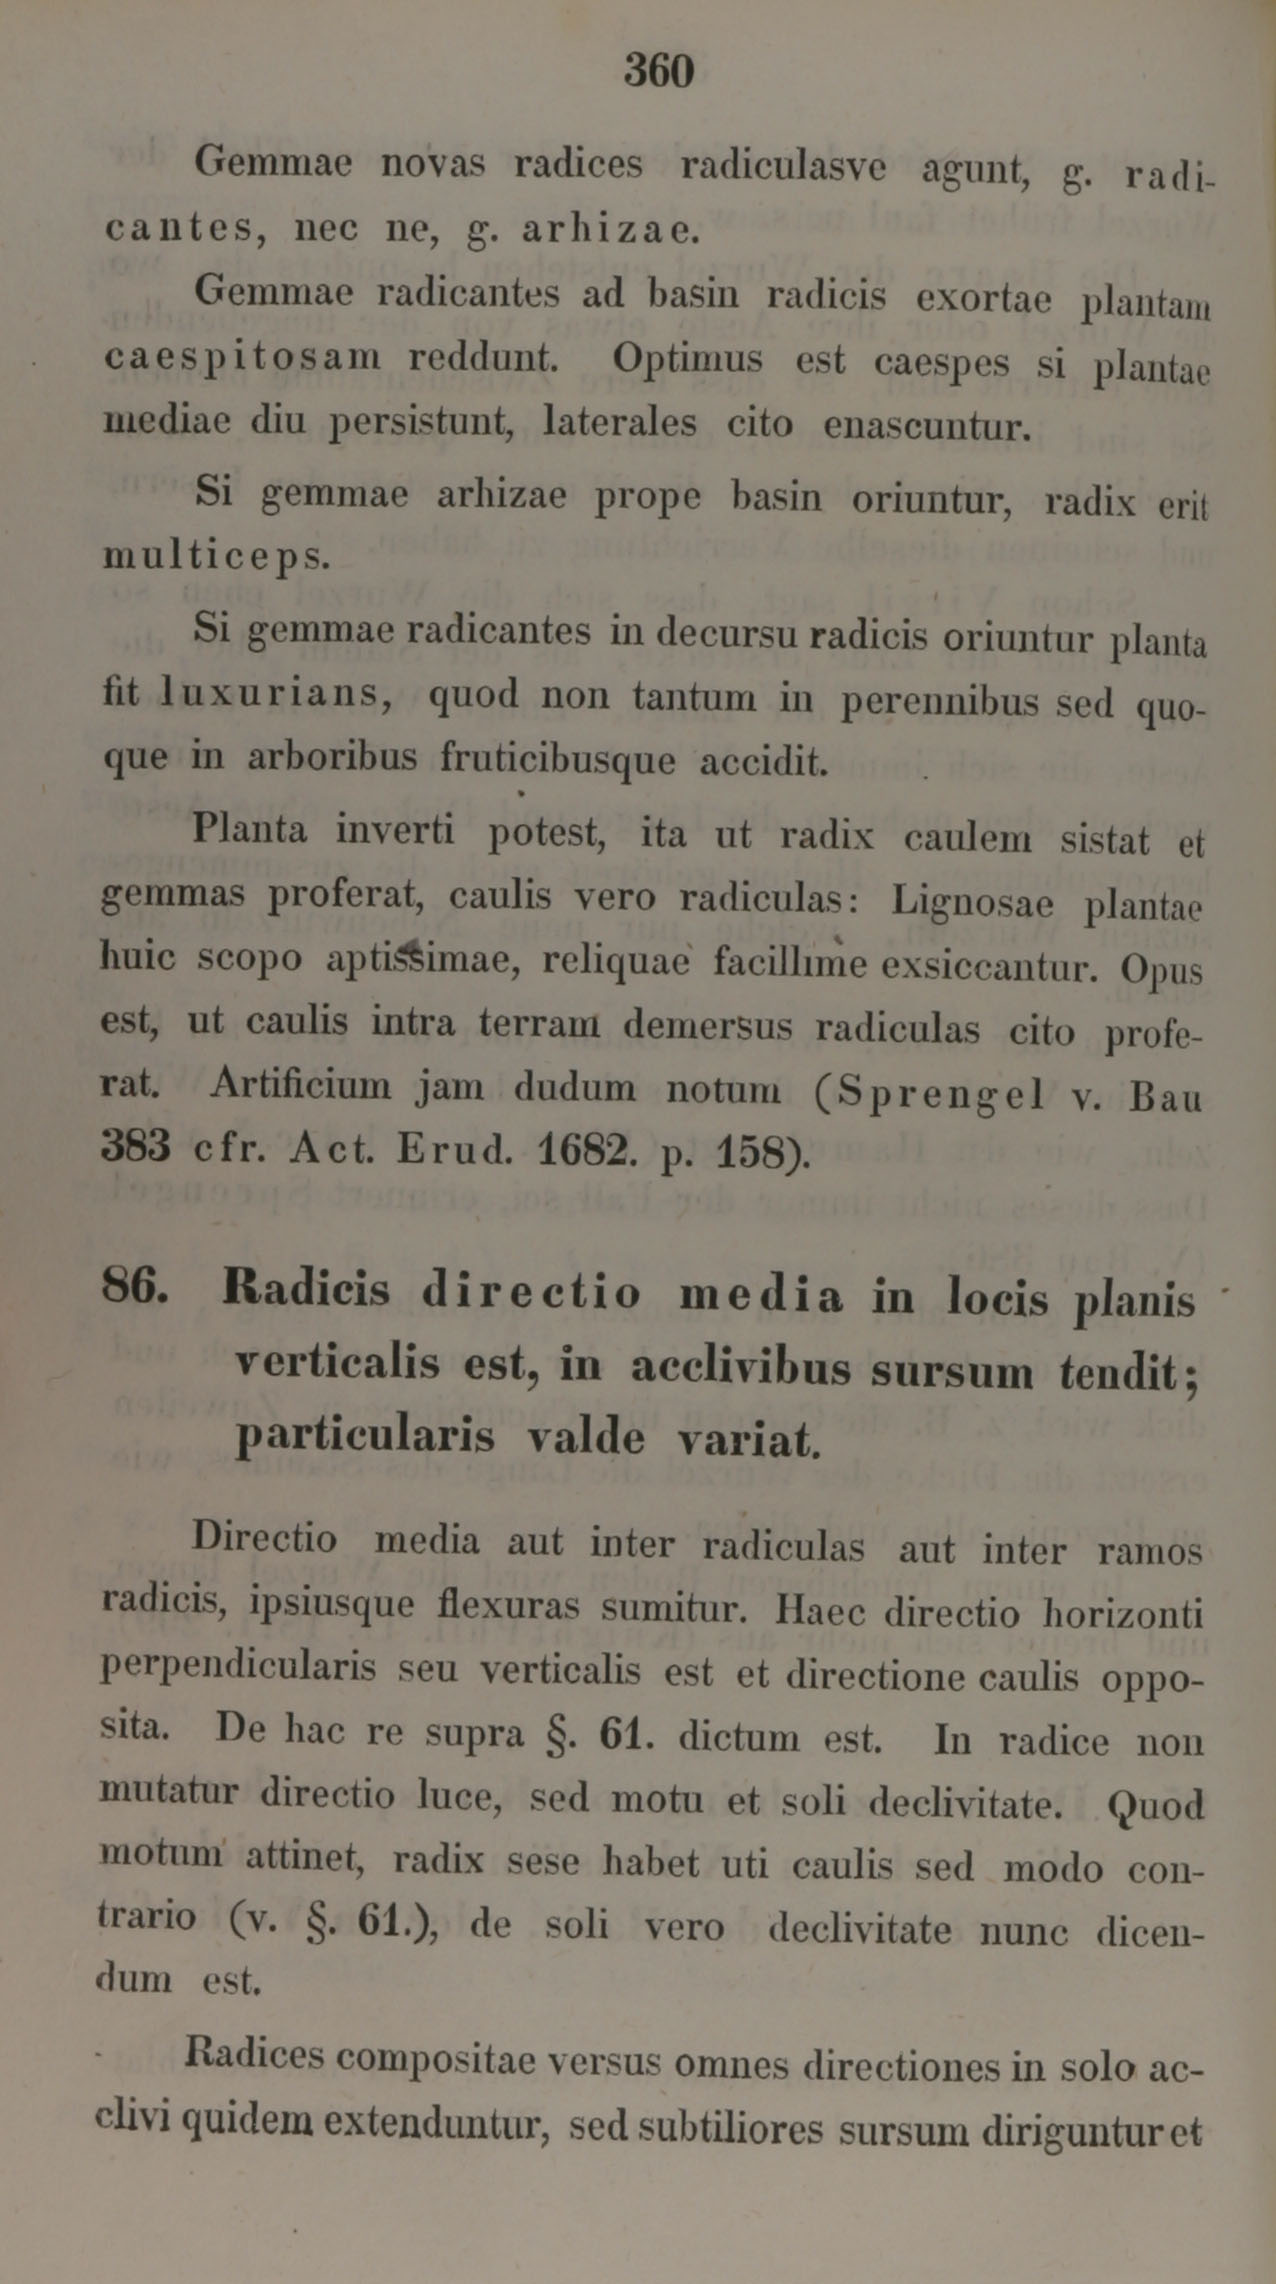 360
Gemmae novas radices radiculasve agunt, g. radi-
cantes, nec ne, g. arhizae.
Gemmae radicantes ad basin radicis exortae plantam
caespitosam reddunt. Optimus est caespes si plantae
mediae diu persistunt, laterales cito enascuntur.
Si gemmae arhizae prope basin oriuntur, radix erit
multiceps.
Si gemmae radicantes in decursu radicis oriuntur planta
fit luxurians, quod non tantum in perennibus sed quo-
que in arboribus fruticibusque accidit.
Planta inverti potest, ita ut radix caulem sistat et
gemmas proferat, caulis vero radiculas: Lignosae plantae
huic scopo aptissimae, reliquae facillime exsiccantur. Opus
est, ut caulis intra terram demersus radiculas cito profe-
rat. Artificium jam dudum notum (Sprengel v. Bau
383 cfr. Act. Erud. 1682. p. 158).
86. Radicis directio media in locis planis
verticalis est, in acclivibus sursum tendit;
particularis valde variat.
Directio media aut inter radiculas aut inter ramos
radicis, ipsiusque flexuras sumitur. Haec directio horizonti
perpendicularis seu verticalis est et directione caulis oppo-
sita. De hac re supra §. 61. dictum est. In radice non
mutatur directio luce, sed motu et soli declivitate. Quod
motum attinet, radix sese habet uti caulis sed modo con-
trario (v. §. 61.), de soli vero declivitate nunc dicen-
dum est.
Radices compositae versus omnes directiones in solo ac-
clivi quidem extenduntur, sed subtiliores sursum diriguntur et